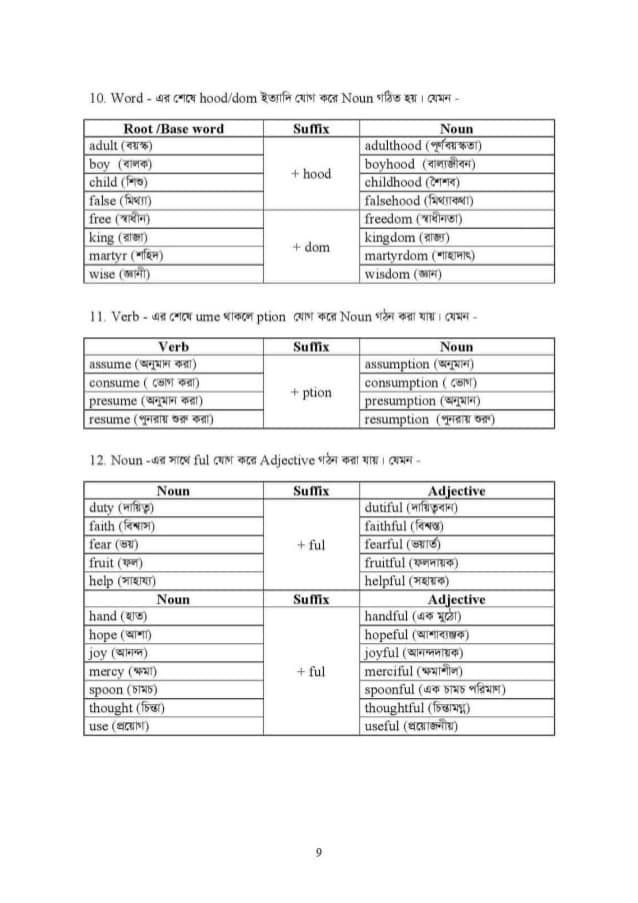 10. Word - এর শেষে hood/dom ইত্যাদি যোগ করে Noun গঠিত হয়। যেমন -
Root /Base word Suffix Noun
adult (বয়স্ক) adulthood (পূর্ণবয়স্কতা)
boy (বালক) boyhood (বাল্যজীবন)
+ hood
child (শিশু) childhood (শৈশব)
false (মিথ্যা) falsehood (মিথ্যাকথা)
free (স্বাধীন) freedom (স্বাধীনতা)
king (রাজা) kingdom (রাজ্য)
+ dom
martyr (শহিদ) martyrdom (শাহাদাৎ)
wise (জ্ঞানী) wisdom (জ্ঞান)
11. Verb - এর শেষে ume থাকলে ption যোগ করে Noun গঠন করা যায়। যেমন -
Verb Suffix Noun
assume (অনুমান করা) assumption (অনুমান)
consume ( ভোগ করা) consumption ( ভোগ)
+ ption
presume (অনুমান করা) presumption (অনুমান)
resume (পুনরায় শুরু করা) resumption (পুনরায় শুরু)
12. Noun -এর সাথে ful যোগ করে Adjective গঠন করা যায়। যেমন -
Noun Suffix Adjective
duty (দায়িত্ব) dutiful (দায়িত্ববান)
faith (বিশ্বাস) faithful (বিশ্বস্ত)
fear (ভয়) + ful fearful (ভয়ার্ত)
fruit (ফল) fruitful (ফলদায়ক)
help (সাহায্য) helpful (সহায়ক)
Noun Suffix Adjective
hand (হাত) handful (এক মুঠো)
hope (আশা) hopeful (আশাব্যঞ্জক)
joy (আনন্দ) joyful (আনন্দদায়ক)
mercy (ক্ষমা) + ful merciful (ক্ষমাশীল)
spoon (চামচ) spoonful (এক চামচ পরিমাণ)
thought (চিন্তা) thoughtful (চিন্তামগ্ন)
use (প্রয়োগ) useful (প্রয়োজনীয়)
9